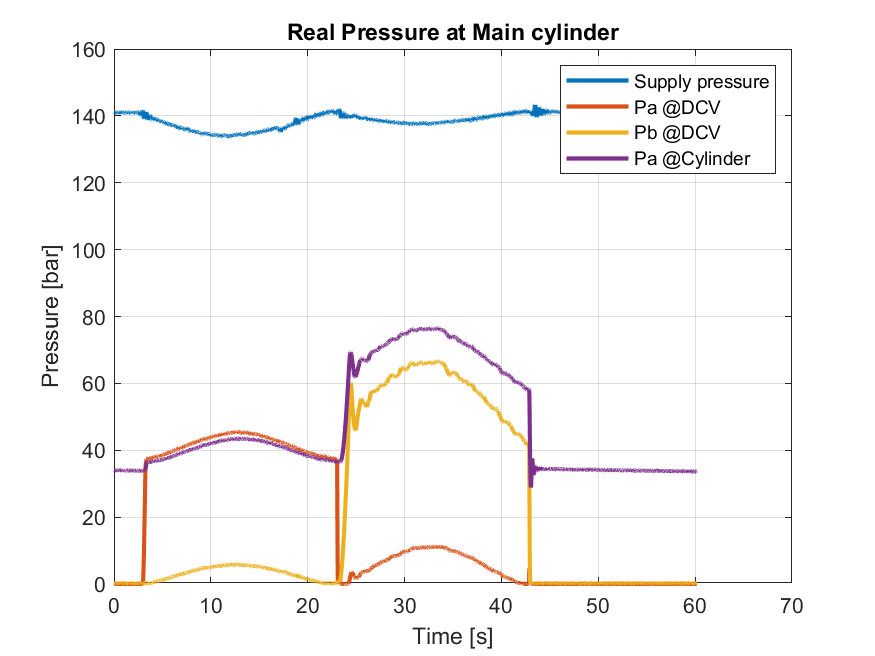 Real Pressure at Main cylinder
160
140
120
100
80
60
40
20
0
Pressure [bar]
Supply pressure
Pa @DCV
Pb @DCV
Pa @Cylinder
0 10 20 30 40 50 60 70
Time [s]